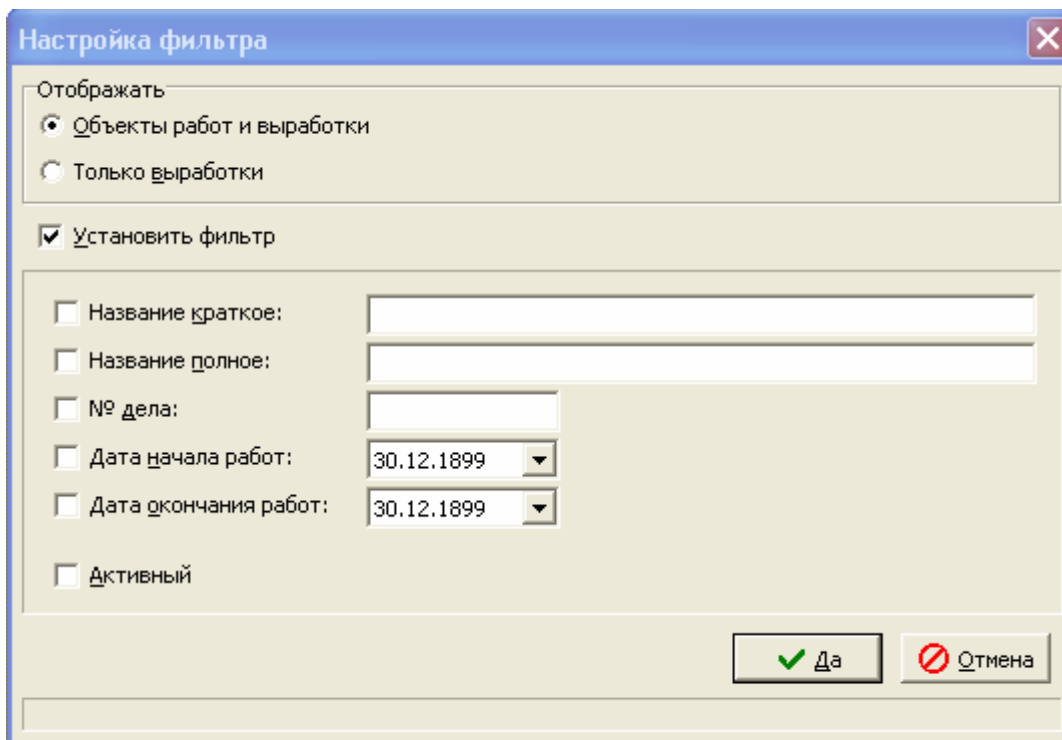 Настройка фильтра
Отображать
Объекты работ и выработки
Только выработки
Установить фильтр
Название краткое:
Название полное:
№ дела:
Дата начала работ: 30.12.1899
Дата окончания работ: 30.12.1899
Активный
Да Отмена